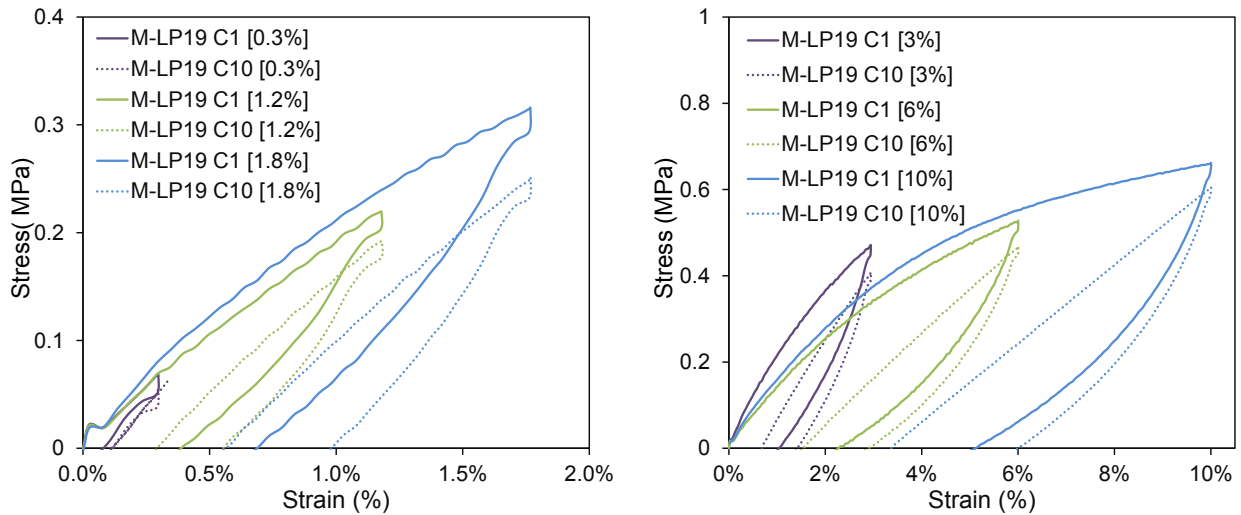 0.4
0.3
0.2
0.1
0
Stress( MPa)
M-LP19 C1 [0.3%]
M-LP19 C10 [0.3%]
M-LP19 C1 [1.2%]
M-LP19 C10 [1.2%]
M-LP19 C1 [1.8%]
M-LP19 C10 [1.8%]
0.0%
0.5%
1.0%
1.5%
2.0%
Strain (%)
1
0.8
0.6
0.4
0.2
0
Stress (MPa)
M-LP19 C1 [3%]
M-LP19 C10 [3%]
M-LP19 C1 [6%]
M-LP19 C10 [6%]
M-LP19 C1 [10%]
M-LP19 C10 [10%]
0%
2%
4%
6%
8%
10%
Strain (%)